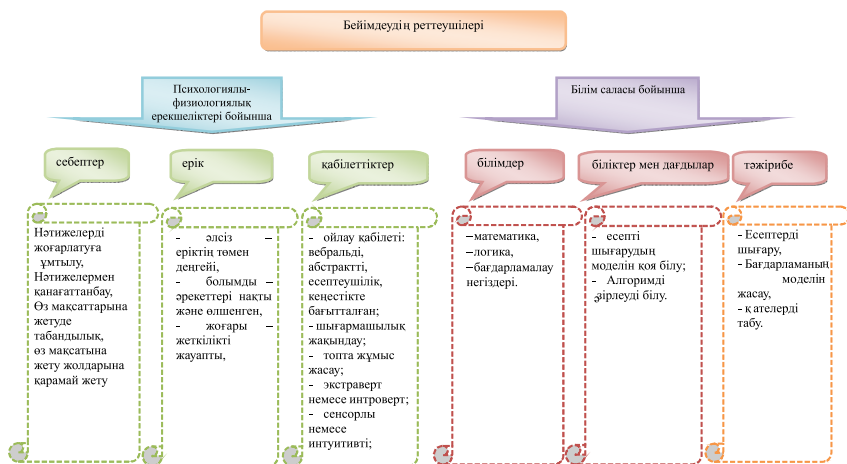 Бейімдеудің реттеушілері
Психологиялы-
физиологиялық
ерекшеліктері бойынша
Білім саласы бойынша
себептер
ерік
қабілеттіктер
білімдер
біліктер мен дағдылар
тәжірибе
Нәтижелерді
жоғарлатуға
ұмтылу,
Нәтижелермен
қанағаттанбау,
Өз мақсаттарына
жетуде
табандылық,
өз мақсатына
жету жолдарына
қарамай жету
- әлсіз –
еріктің төмен
деңгейі,
- болымды –
әрекеттері нақты
және өлшенген,
- жоғары –
жеткілікті
жауапты,
- ойлау қабілеті:
вебральді,
абстрактті,
есептеушілік,
кеңестікте
бағытталған;
- шығармашылық
жақындау;
- топта жұмыс
жасау;
- экстраверт
немесе интроверт;
- сенсорлы
немесе
интуитивті;
–математика,
–логика,
–бағдарламалау
негіздері.
- есепті
шығарудың
моделін қоя білу;
- Алгоримді
әзірлеуді білу.
- Есептерді
шығару,
- Бағдарламаның
моделін
жасау,
- қ ателерді
табу.